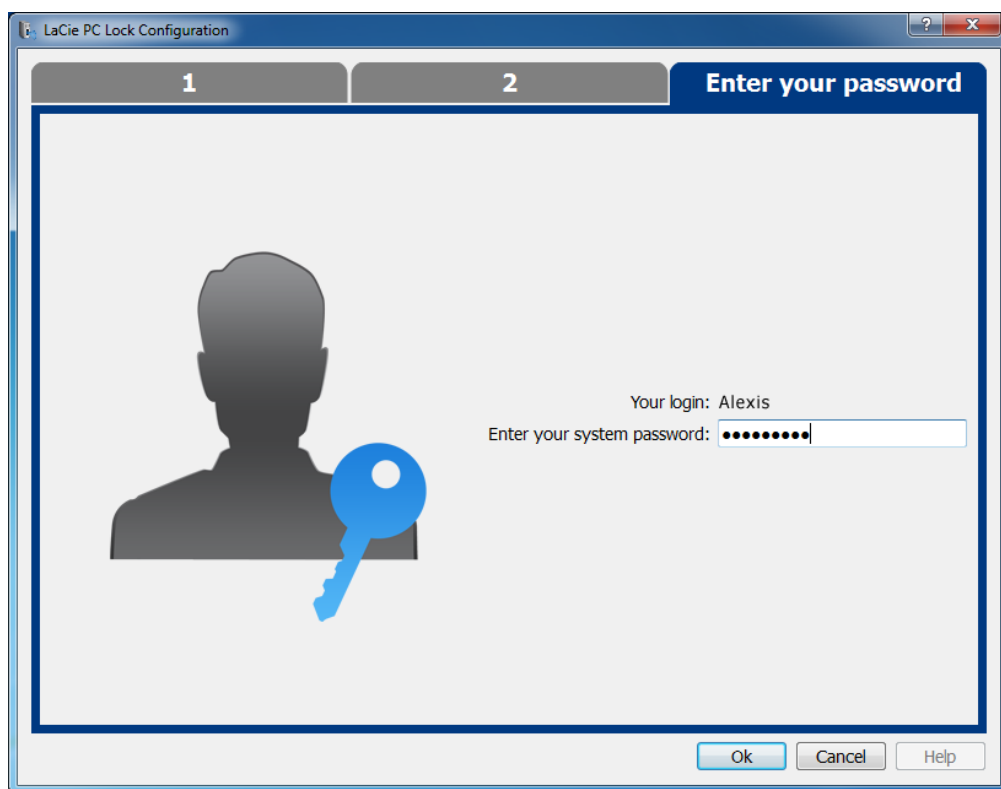 LaCie PC Lock Configuration
?
x
1
2
Enter your password
Your login: Alexis
Enter your system password: •••••••••
Ok
Cancel
Help